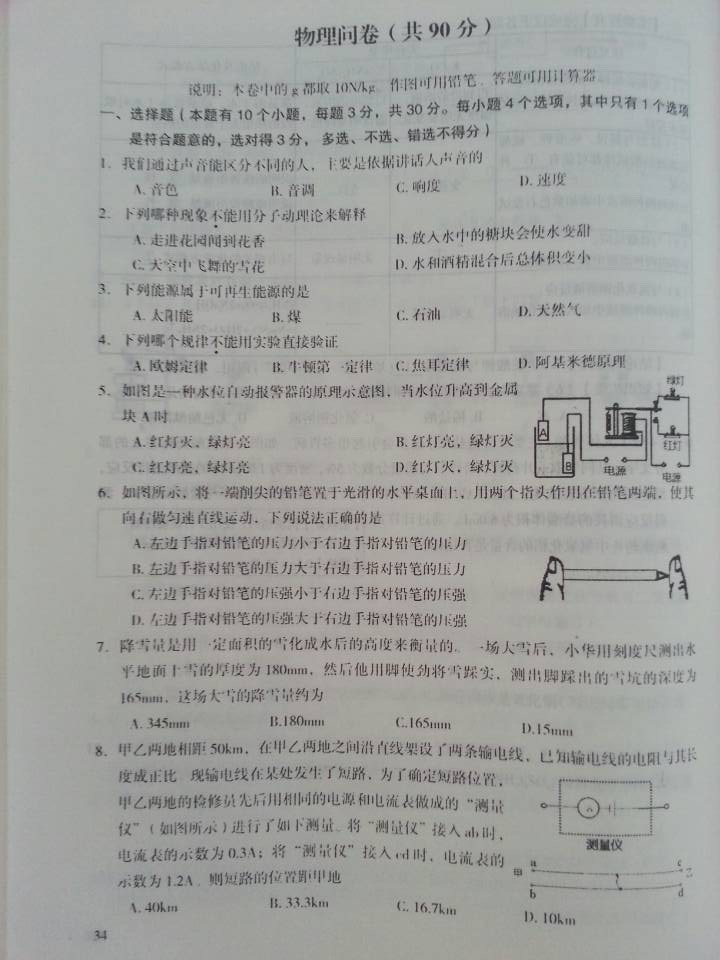 物理问卷（共90分）
说明：本卷中的g都取10N/kg。作图可用铅笔。答题可用计算器。
一、选择题（本题有10个小题，每题3分，共30分。每小题4个选项，其中只有1个选项
是符合题意的，选对得3分，多选、不选、错选不得分）
1. 我们通过声音能区分不同的人，主要是依据讲话人声音的
A. 音色 B. 音调 C. 响度 D. 速度
2. 下列哪种现象不能用分子动理论来解释
A. 走进花园闻到花香 B. 放入水中的糖块会使水变甜
C. 天空中飞舞的雪花 D. 水和酒精混合后总体积变小
3. 下列能源属于可再生能源的是
A. 太阳能 B. 煤 C. 石油 D. 天然气
4. 下列哪个规律不能用实验直接验证
A. 欧姆定律 B. 牛顿第一定律 C. 焦耳定律 D. 阿基米德原理
5. 如图是一种水位自动报警器的原理示意图，当水位升高到金属
块A时
A. 红灯灭，绿灯亮 B. 红灯亮，绿灯灭
C. 红灯亮，绿灯亮 D. 红灯灭，绿灯灭
绿灯
红灯
A
B
电源
电源
6. 如图所示，将一端削尖的铅笔置于光滑的水平桌面上，用两个指头作用在铅笔两端，使其
向右做匀速直线运动，下列说法正确的是
A. 左边手指对铅笔的压力小于右边手指对铅笔的压力
B. 左边手指对铅笔的压力大于右边手指对铅笔的压力
C. 左边手指对铅笔的压强小于右边手指对铅笔的压强
D. 左边手指对铅笔的压强大于右边手指对铅笔的压强
7. 降雪量是用一定面积的雪化成水后的高度来衡量的。一场大雪后，小华用刻度尺测出水
平地面上雪的厚度为180mm，然后他用脚使劲将雪踩实，测出脚踩出的雪坑的深度为
165mm，这场大雪的降雪量约为
A. 345mm B.180mm C.165mm D.15mm
8. 甲乙两地相距50km，在甲乙两地之间沿直线架设了两条输电线，已知输电线的电阻与其长
度成正比。现输电线在某处发生了短路，为了确定短路位置，
甲乙两地的检修员先后用相同的电源和电流表做成的“测量
仪”（如图所示）进行了如下测量。将“测量仪”接入ab时，
电流表的示数为0.3A；将“测量仪”接入cd时，电流表的
示数为1.2A。则短路的位置距甲地
A. 40km B. 33.3km C. 16.7km D. 10km
A
测量仪
a c
甲 乙
b d
34